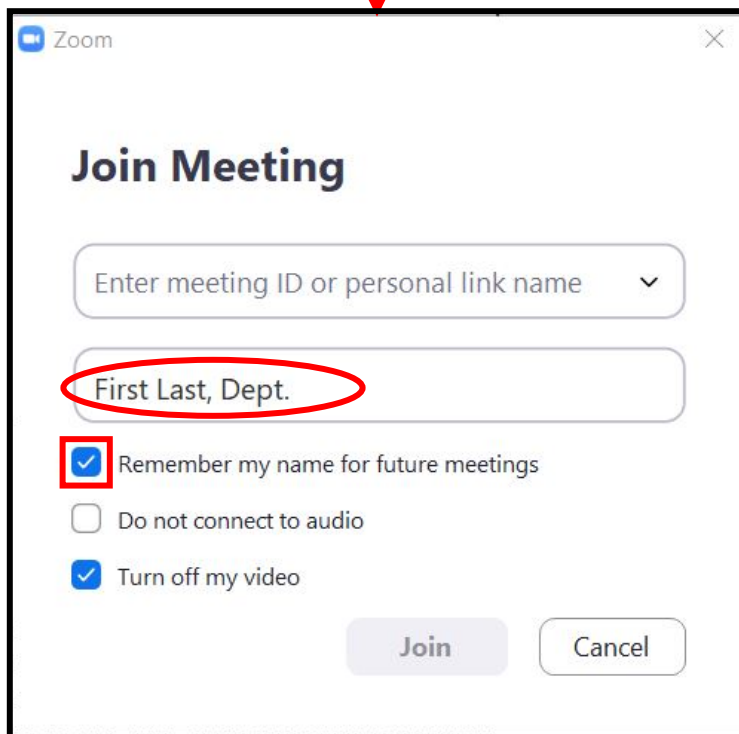 Zoom
Join Meeting
Enter meeting ID or personal link name
First Last, Dept.
Remember my name for future meetings
Do not connect to audio
Turn off my video
Join Cancel